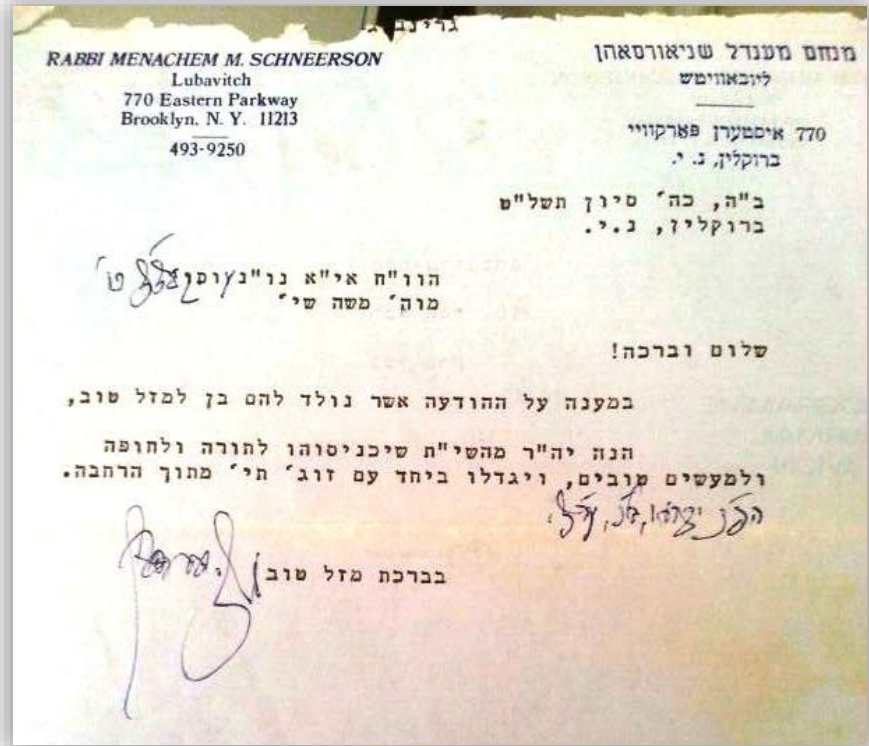 גרינב
RABBI MENACHEM M. SCHNEERSON
Lubavitch
770 Eastern Parkway
Brooklyn, N. Y. 11213
493-9250
מנחם מענדל שניאורסאהן
ליובאוויטש
770 איסטערן פארקוויי
ברוקלין, נ. י.
ב"ה, כה' סיון תשל"ט
ברוקלין, נ.י.
הוו"ח אי"א נו"נ
מוה' משה שי'
שלום וברכה!
במענה על ההודעה אשר נולד להם בן למזל טוב,
הנה יה"ר מהשי"ת שיכניסוהו לתורה ולחופה
ולמעשים טובים, ויגדלו ביחד עם זוג' תי' מתוך הרחבה.
בברכת מזל טוב